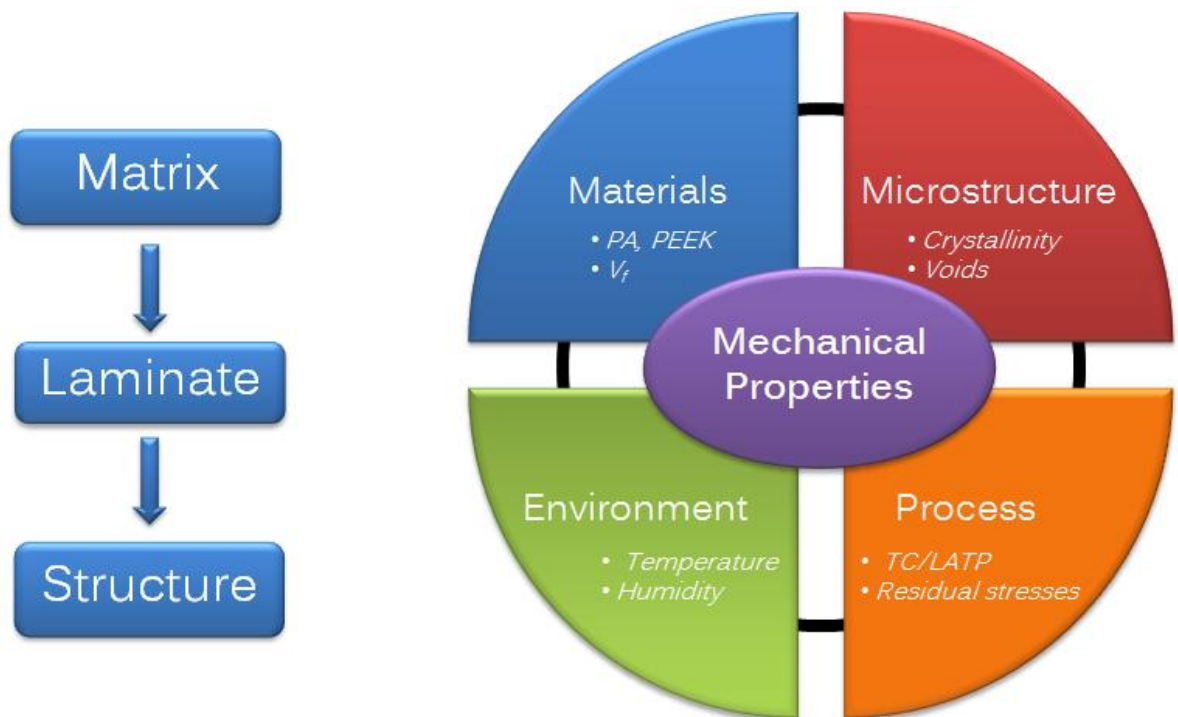 Matrix
Laminate
Structure
Materials
• PA, PEEK
• Vf
Microstructure
• Crystallinity
• Voids
Mechanical
Properties
Environment
• Temperature
• Humidity
Process
• TC/LATP
• Residual stresses